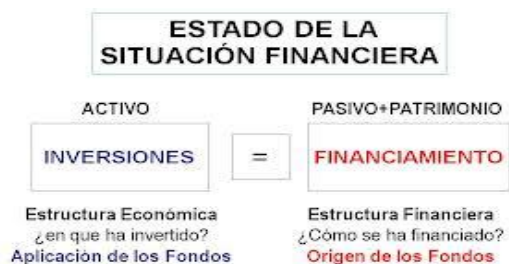 ESTADO DE LA
SITUACIÓN FINANCIERA
ACTIVO
INVERSIONES
=
PASIVO+PATRIMONIO
FINANCIAMIENTO
Estructura Económica
¿en que ha invertido?
Aplicación de los Fondos
Estructura Financiera
¿Cómo se ha financiado?
Origen de los Fondos